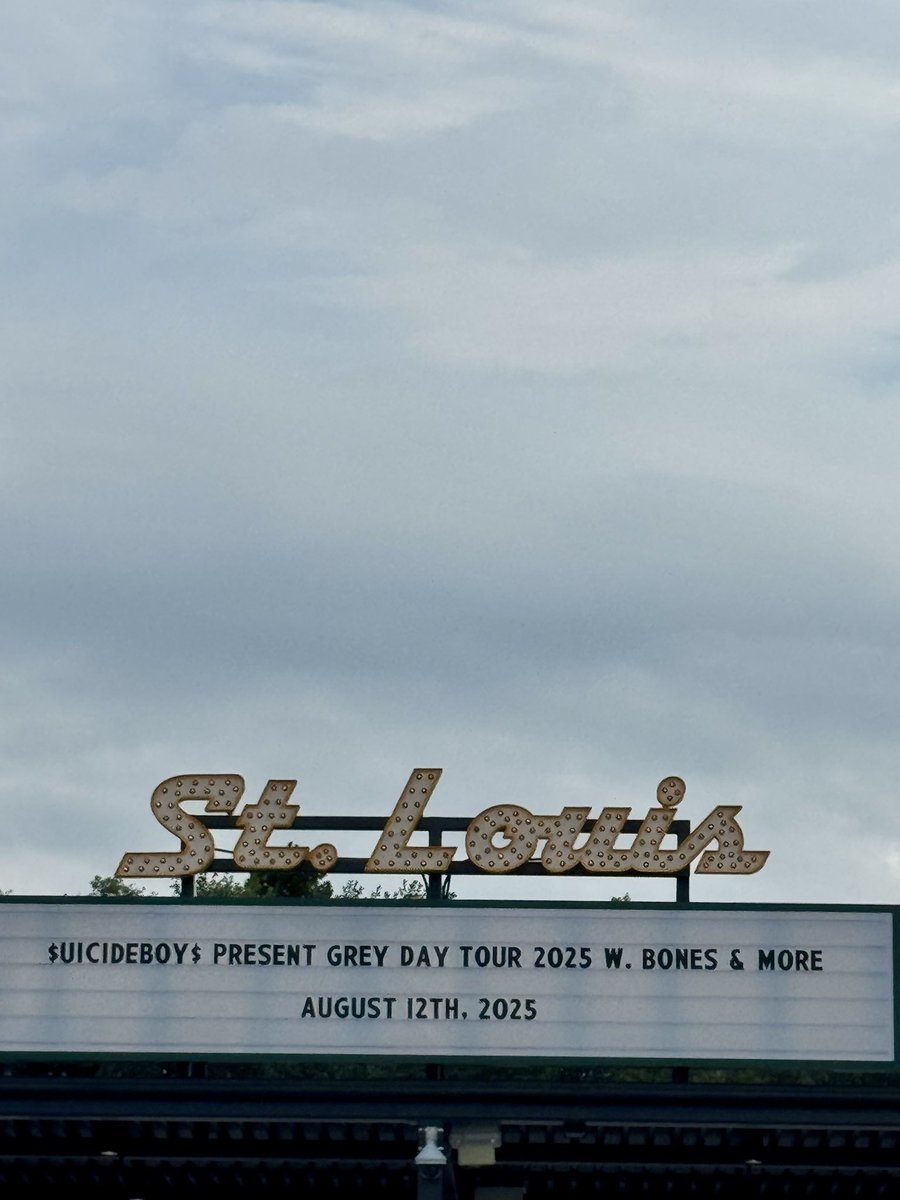 St. Louis
$UICIDEBOY$ PRESENT GREY DAY TOUR 2025 W. BONES & MORE
AUGUST 12TH, 2025